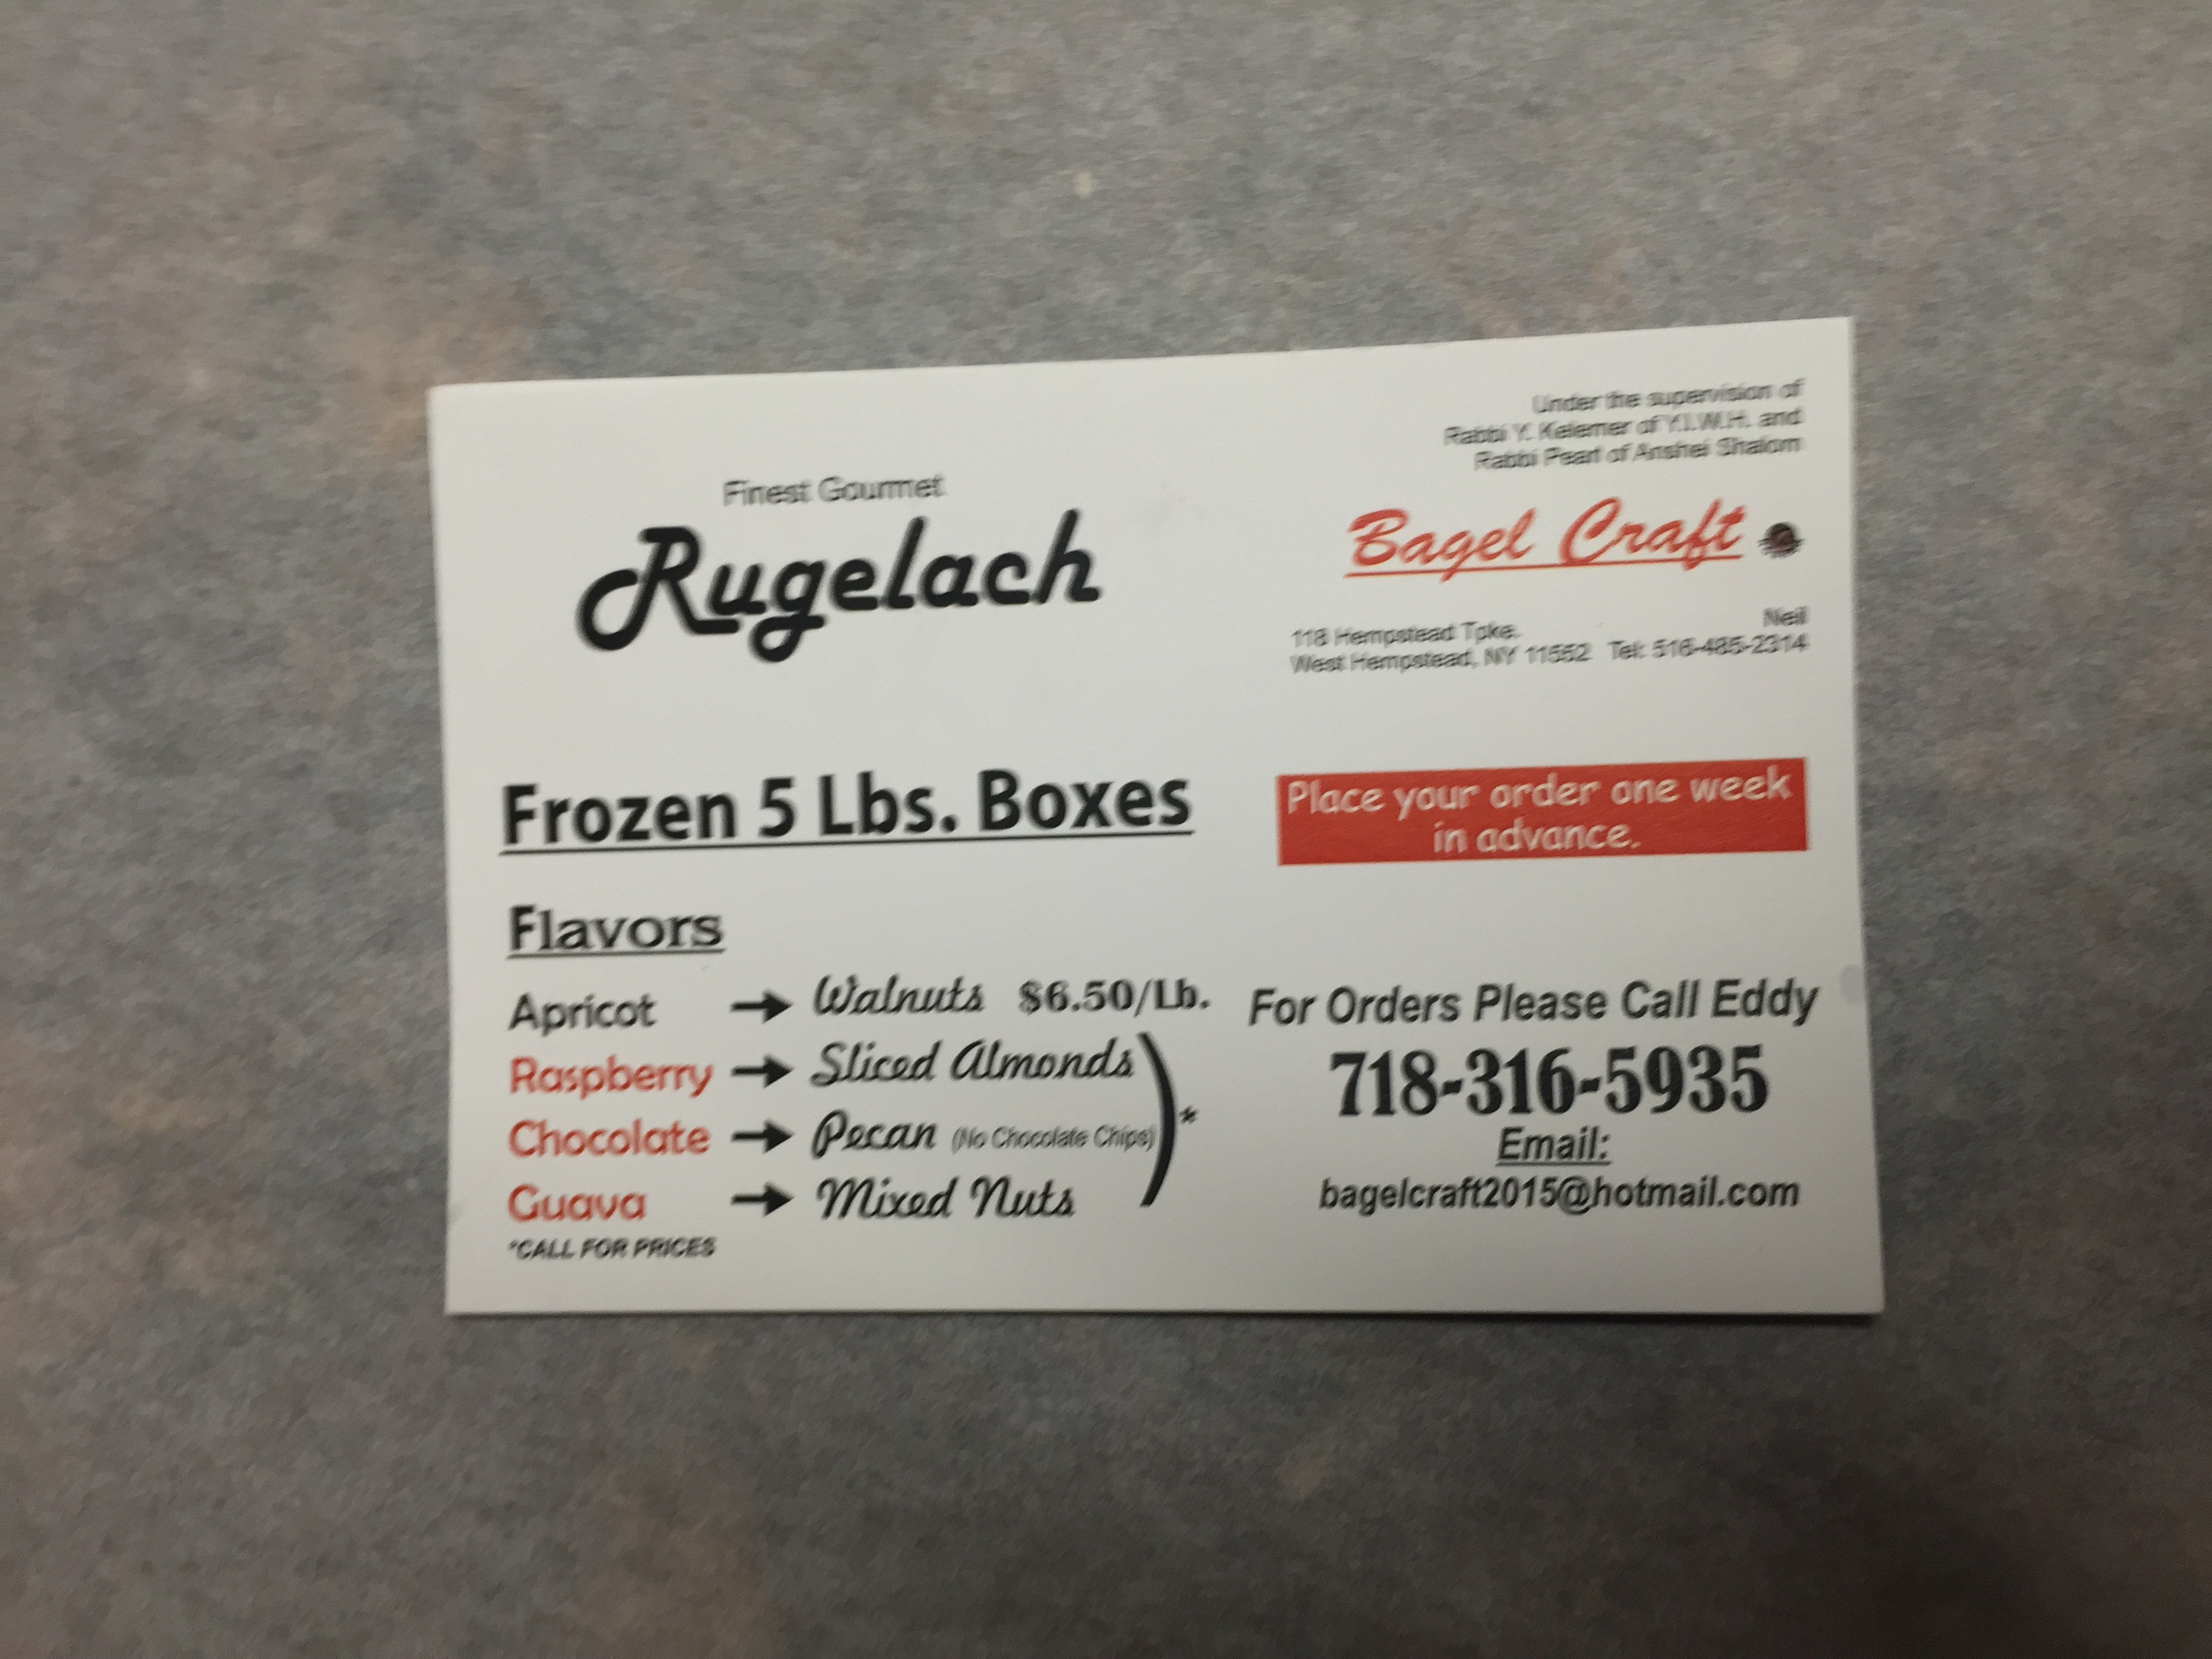 Under the supervision of
Rabbi Y. Kelemer of Y.I.W.H. and
Rabbi Pearl of Anshei Shalom
Finest Gourmet
Rugelach
Bagel Craft
Neil
118 Hempstead Tpke.
West Hempstead, NY 11552 Tel: 516-485-2314
Frozen 5 Lbs. Boxes
Place your order one week
in advance.
Flavors
Apricot → Walnuts $6.50/Lb.
Raspberry → Sliced Almonds
Chocolate → Pecan (No Chocolate Chips) *
Guava → Mixed Nuts
*CALL FOR PRICES
For Orders Please Call Eddy
718-316-5935
Email:
bagelcraft2015@hotmail.com